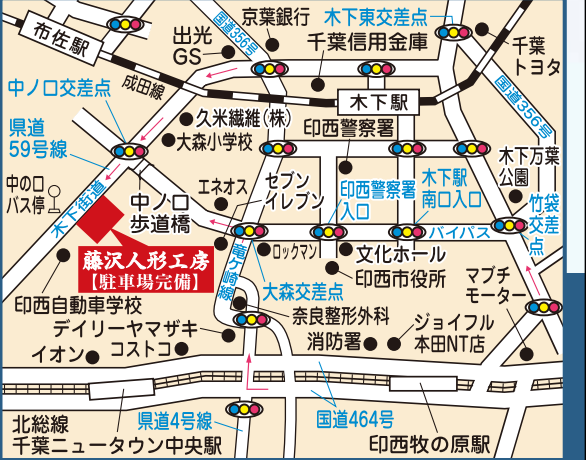 布佐駅
出光
GS
国道356号
京葉銀行
木下東交差点
千葉信用金庫
千葉
トヨタ
成田線
中ノ口交差点
木下駅
国道356号
久米繊維(株)
印西警察署
県道
59号線
大森小学校
木下万葉
公園
中の口
バス停
木下街道
中ノ口
歩道橋
エネオス
セブン
イレブン
印西警察署
入口
木下駅
南口入口
竹袋
交差
点
バイパス
藤沢人形工房
【駐車場完備】
竜ケ崎線
ロックマン
文化ホール
印西市役所
大森交差点
マブチ
モーター
印西自動車学校
奈良整形外科
デイリーヤマザキ
消防署
ジョイフル
本田NT店
イオン
コストコ
北総線
千葉ニュータウン中央駅
県道4号線
国道464号
印西牧の原駅